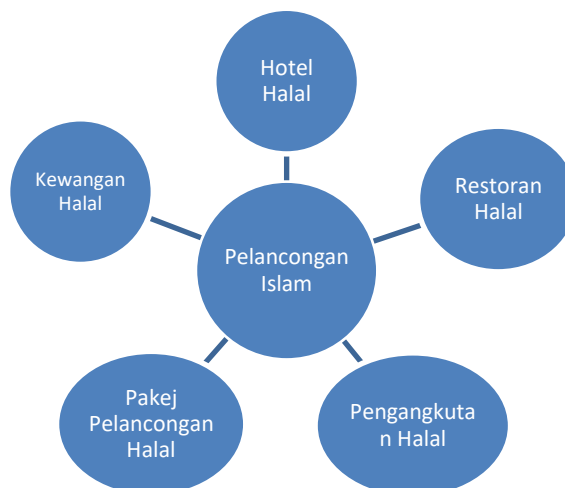 Hotel
Halal
Kewangan
Halal
Restoran
Halal
Pelancongan
Islam
Pakej
Pelancongan
Halal
Pengangkuta
n Halal